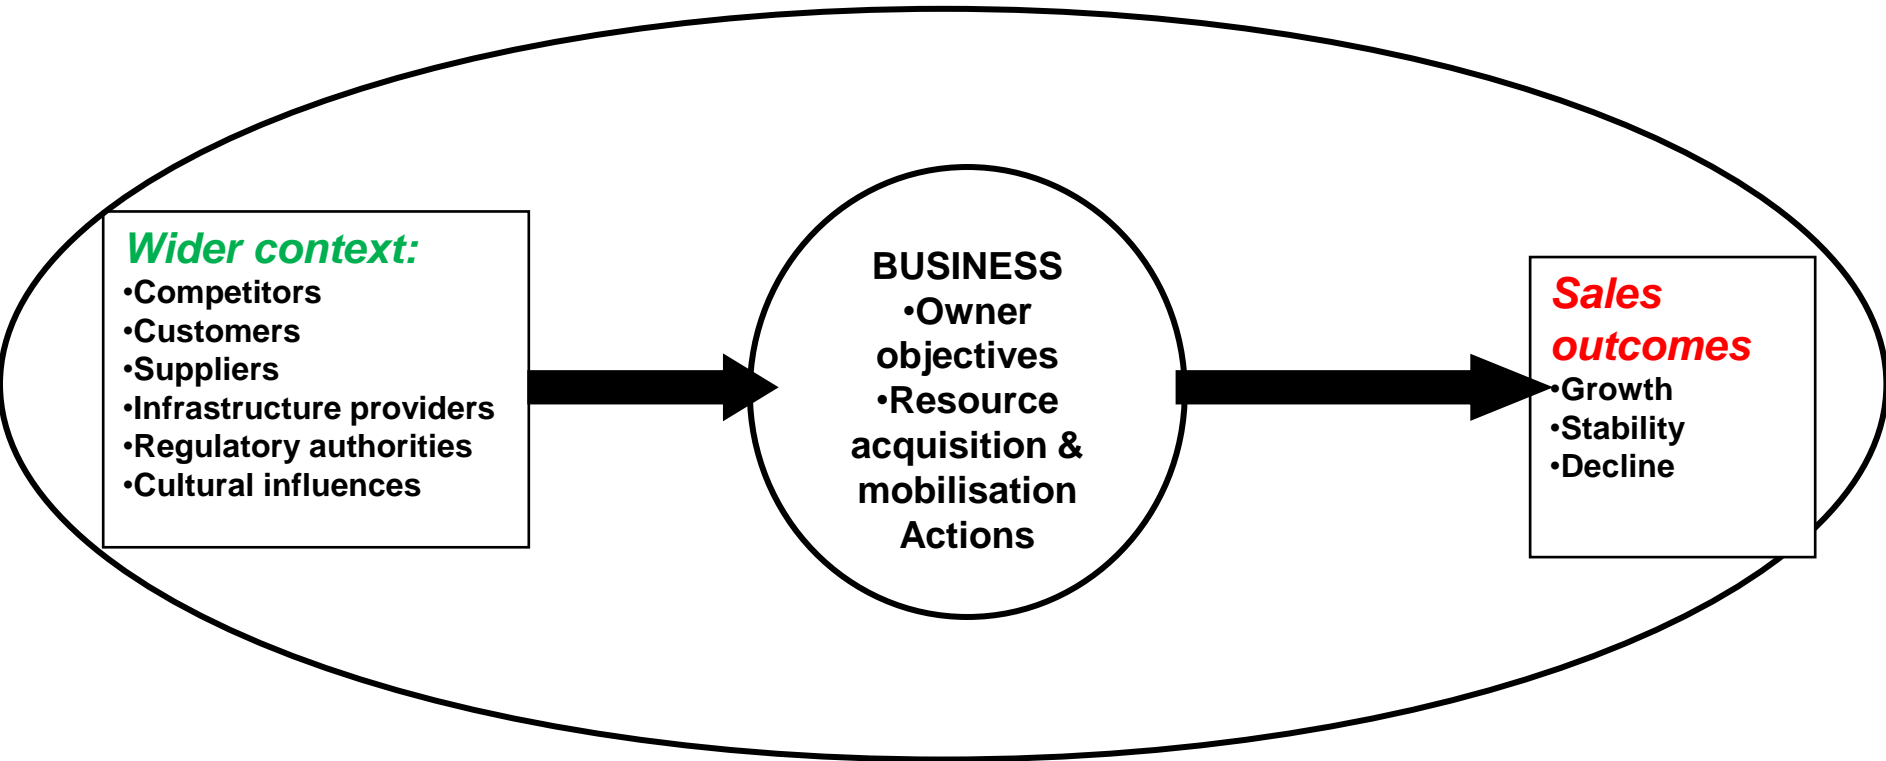 Wider context:
•Competitors
•Customers
•Suppliers
•Infrastructure providers
•Regulatory authorities
•Cultural influences
BUSINESS
•Owner
objectives
•Resource
acquisition &
mobilisation
Actions
Sales
outcomes
•Growth
•Stability
•Decline